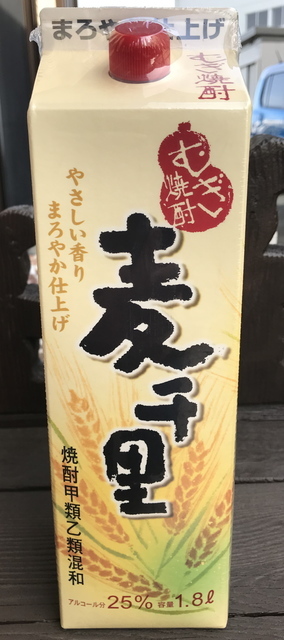 まろやか仕上げ
むぎ焼酎
むぎ
焼酎
やさしい香り
まろやか仕上げ
麦千里
焼酎甲類乙類混和
アルコール分 25% 容量 1.8ℓ